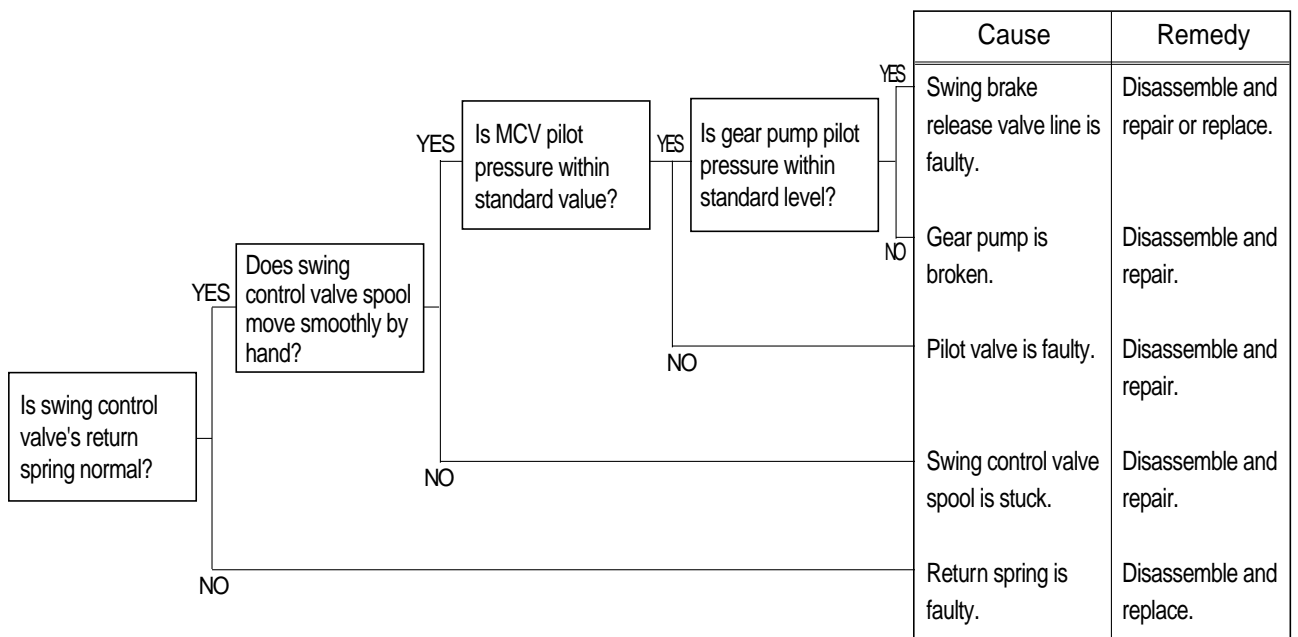 Cause
Remedy
YES
Swing brake
release valve line is
faulty.
Disassemble and
repair or replace.
YES
Is MCV pilot
pressure within
standard value?
YES
Is gear pump pilot
pressure within
standard level?
NO
Gear pump is
broken.
Disassemble and
repair.
YES
Does swing
control valve spool
move smoothly by
hand?
NO
Pilot valve is faulty.
Disassemble and
repair.
Is swing control
valve's return
spring normal?
NO
Swing control valve
spool is stuck.
Disassemble and
repair.
NO
Return spring is
faulty.
Disassemble and
replace.